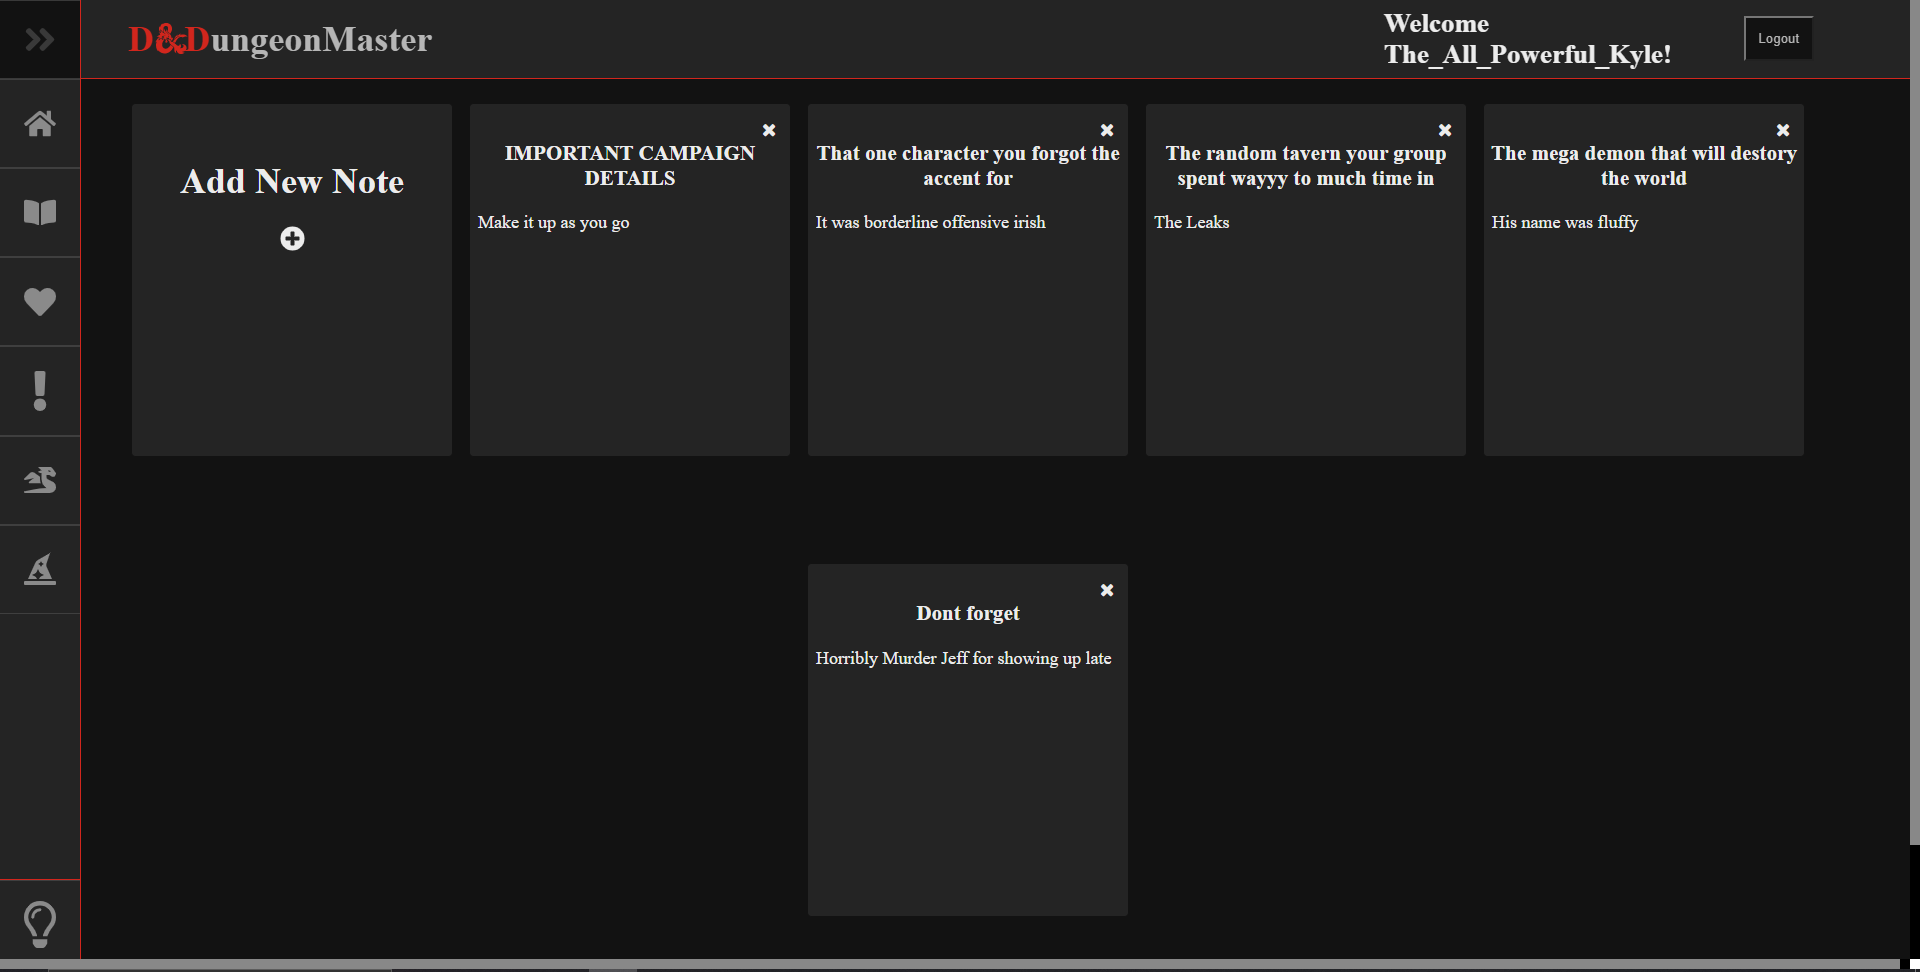 D&DungeonMaster
Welcome
The_All_Powerful_Kyle!
Logout
Add New Note
IMPORTANT CAMPAIGN
DETAILS
Make it up as you go
That one character you forgot the
accent for
It was borderline offensive irish
The random tavern your group
spent wayyy to much time in
The Leaks
The mega demon that will destory
the world
His name was fluffy
Dont forget
Horribly Murder Jeff for showing up late